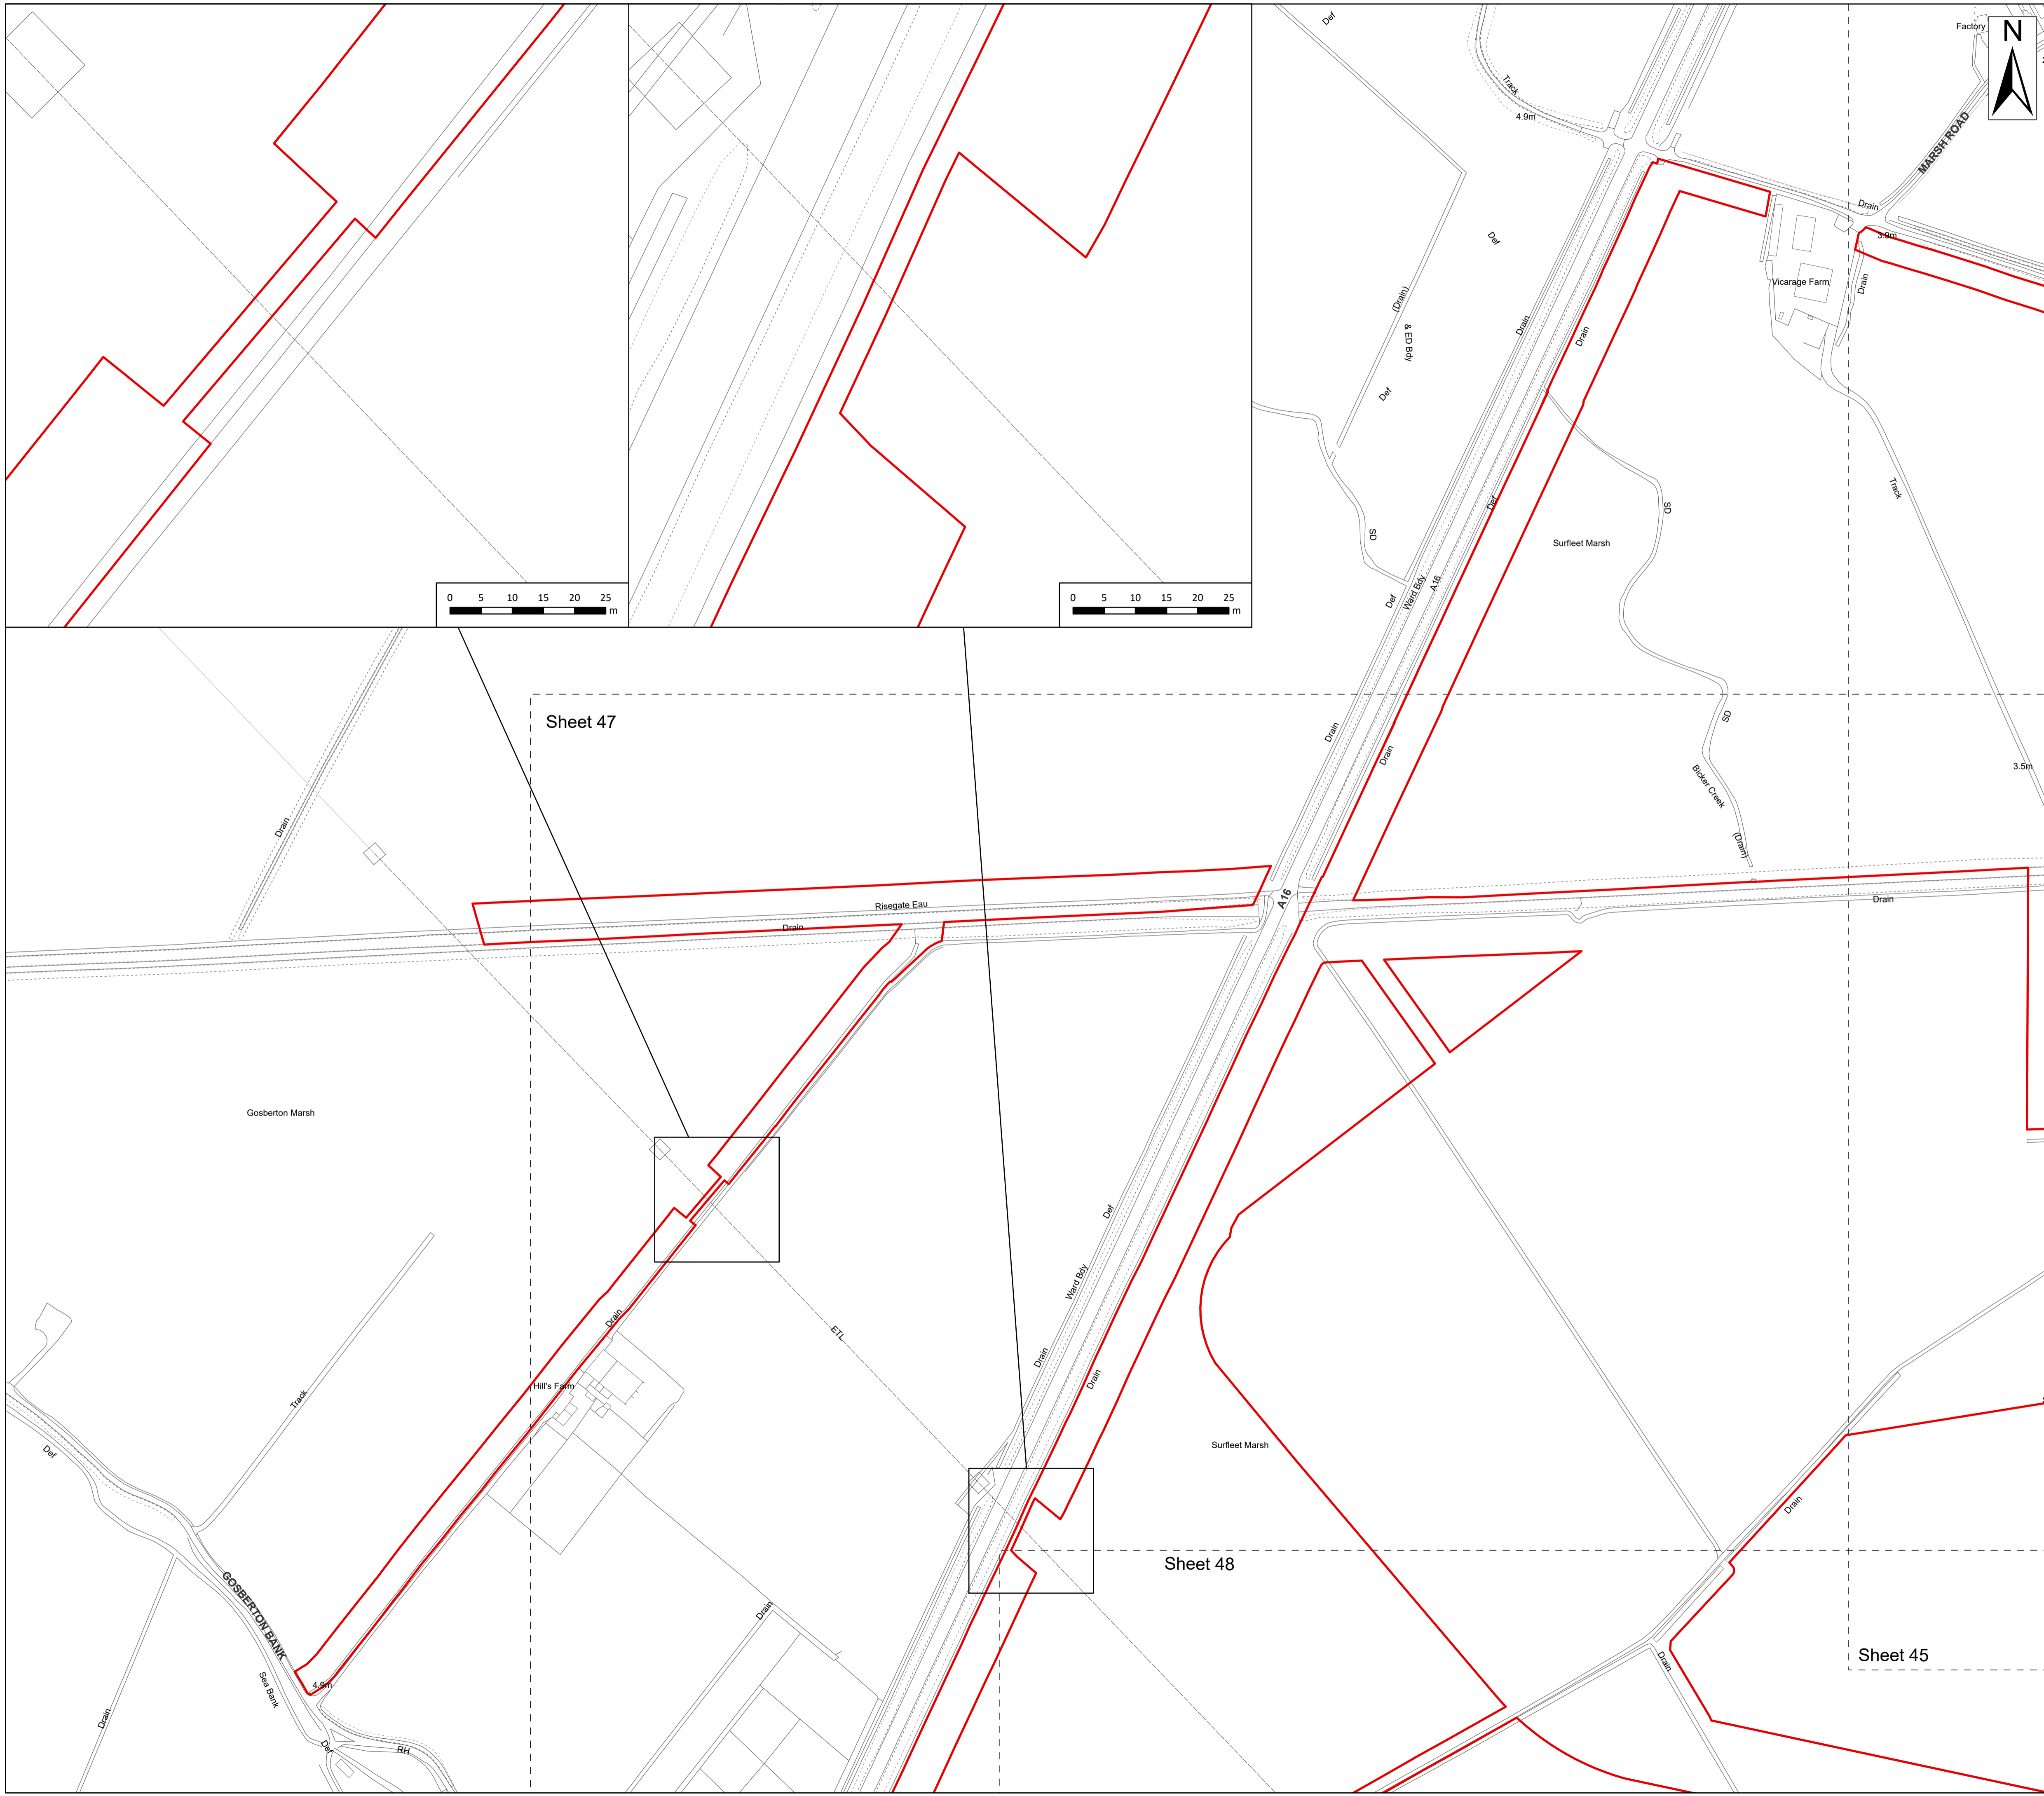 Def
Factory
N
Track
4.9m
MARSH ROAD
Drain
Def
3.9m
Vicarage Farm
Drain
(Drain)
& ED Bdy
Drain
Drain
Def
Track
Def
SD
SD
Surfleet Marsh
Ward Bdy
A16
Def
0 5 10 15 20 25
m
0 5 10 15 20 25
m
Sheet 47
SD
Drain
Drain
3.5m
Bicker Creek
(Drain)
Drain
Risegate Eau
A16
Drain
Drain
Gosberton Marsh
Def
Ward Bdy
Drain
ETL
Drain
Drain
Hill's Farm
Track
Surfleet Marsh
Def
Drain
Sheet 48
GOSBERTON BANK
Drain
Sheet 45
Drain
Sea Bank
4.9m
Drain
Def
RH